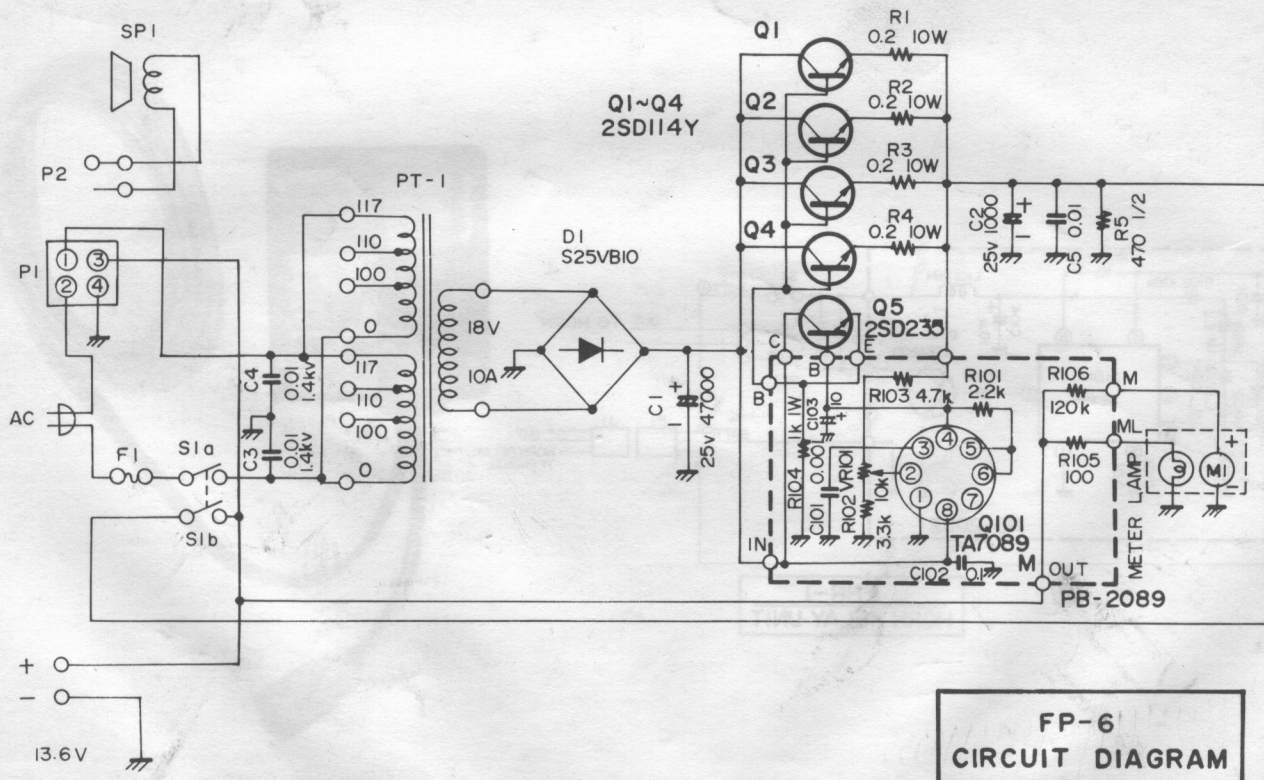 SP1
P2
P1
1 3
2 4
AC
F1
S1a
S1b
C4
0.01
1.4kV
C3
0.01
1.4kV
PT-1
117
110
100
0
117
110
100
0
18V
10A
D1
S25VB10
C1
25v 47000
+
−
Q1~Q4
2SD114Y
Q1
Q2
Q3
Q4
R1
0.2 10W
R2
0.2 10W
R3
0.2 10W
R4
0.2 10W
Q5
2SD235
C2
25v 1000
+
−
C5
0.01
R5
470 1/2
C
B
E
B
IN
R104
1k 1W
C103
10
+
C101
0.001
R103 4.7k
R101
2.2k
R102 VR101
3.3k 10k
1 2 3 4 5 6 7 8
Q101
TA7089
C102
0.1
R106
120k
R105
100
M
ML
M
OUT
PB-2089
METER LAMP
M1
+
−
+
−
13.6V
FP-6
CIRCUIT DIAGRAM